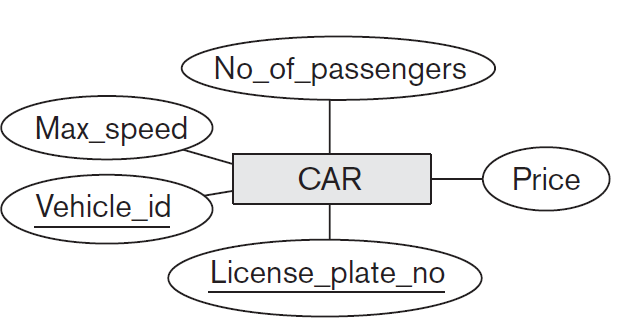 No_of_passengers
Max_speed
CAR
Price
Vehicle_id
License_plate_no